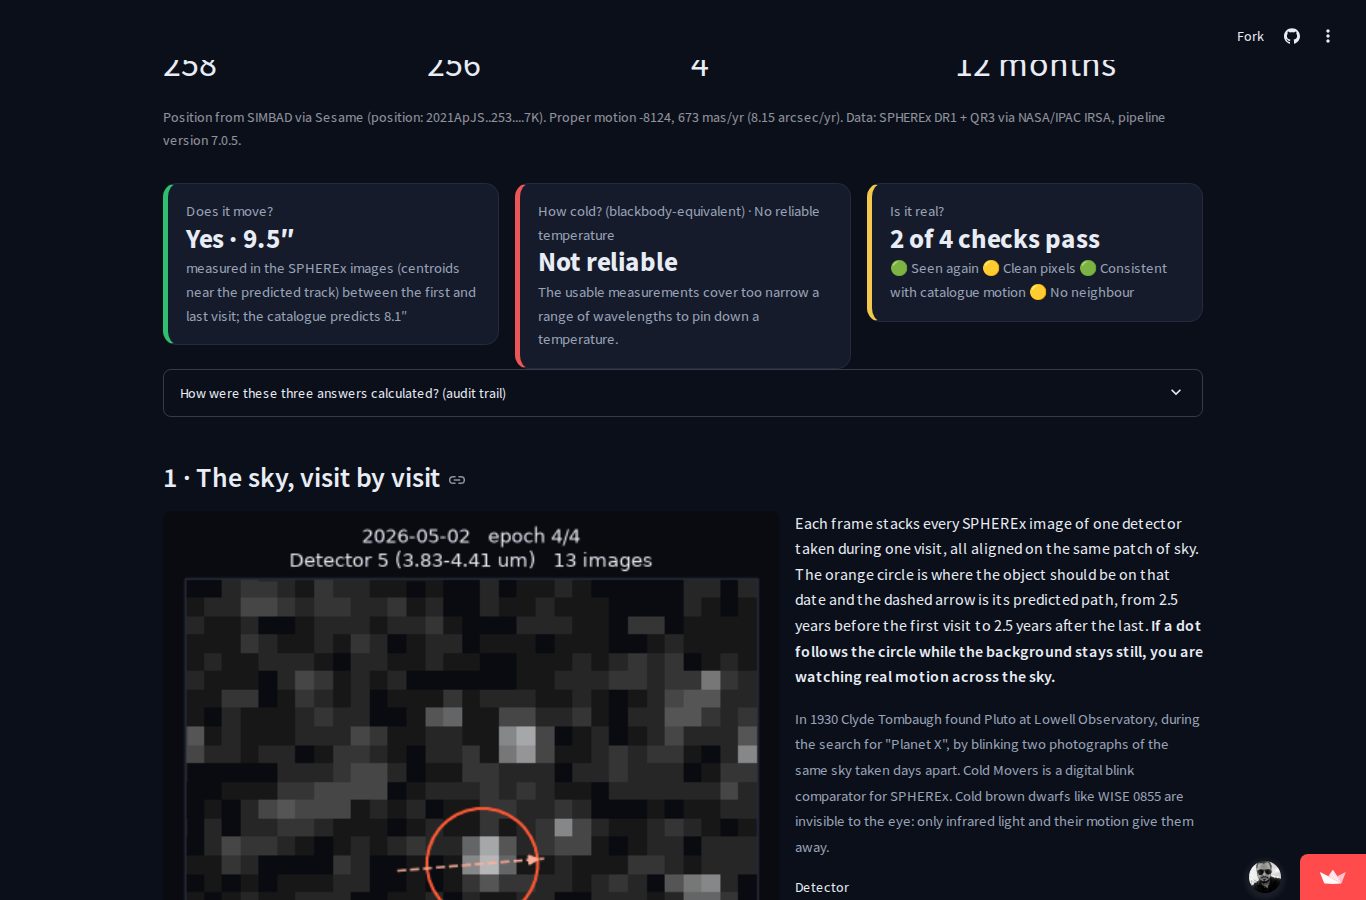 Fork
258 256 4 12 months
Position from SIMBAD via Sesame (position: 2021ApJS..253....7K). Proper motion -8124, 673 mas/yr (8.15 arcsec/yr). Data: SPHEREx DR1 + QR3 via NASA/IPAC IRSA, pipeline
version 7.0.5.
Does it move?
Yes · 9.5″
measured in the SPHEREx images (centroids
near the predicted track) between the first and
last visit; the catalogue predicts 8.1″
How cold? (blackbody-equivalent) · No reliable
temperature
Not reliable
The usable measurements cover too narrow a
range of wavelengths to pin down a
temperature.
Is it real?
2 of 4 checks pass
🟢 Seen again 🟡 Clean pixels 🟢 Consistent
with catalogue motion 🟡 No neighbour
How were these three answers calculated? (audit trail)
1 · The sky, visit by visit
2026-05-02 epoch 4/4
Detector 5 (3.83-4.41 um) 13 images
Each frame stacks every SPHEREx image of one detector
taken during one visit, all aligned on the same patch of sky.
The orange circle is where the object should be on that
date and the dashed arrow is its predicted path, from 2.5
years before the first visit to 2.5 years after the last. If a dot
follows the circle while the background stays still, you are
watching real motion across the sky.
In 1930 Clyde Tombaugh found Pluto at Lowell Observatory, during
the search for "Planet X", by blinking two photographs of the
same sky taken days apart. Cold Movers is a digital blink
comparator for SPHEREx. Cold brown dwarfs like WISE 0855 are
invisible to the eye: only infrared light and their motion give them
away.
Detector